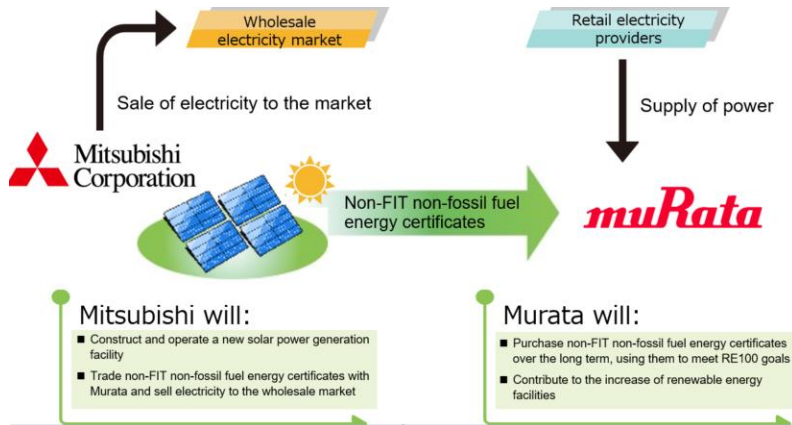 Wholesale
electricity market
Retail electricity
providers
Sale of electricity to the market
Supply of power
Mitsubishi
Corporation
Non-FIT non-fossil fuel
energy certificates
muRata
Mitsubishi will:
■ Construct and operate a new solar power generation
facility
■ Trade non-FIT non-fossil fuel energy certificates with
Murata and sell electricity to the wholesale market
Murata will:
■ Purchase non-FIT non-fossil fuel energy certificates
over the long term, using them to meet RE100 goals
■ Contribute to the increase of renewable energy
facilities